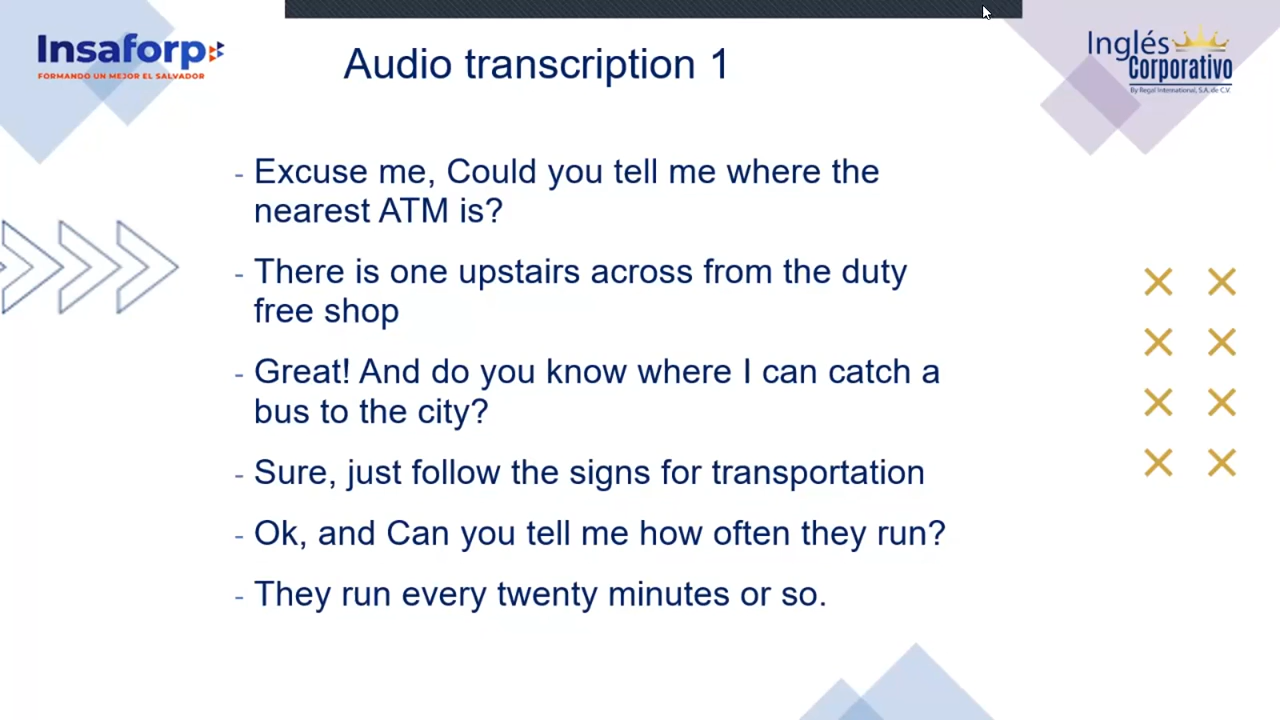 Insaforp
FORMANDO UN MEJOR EL SALVADOR
Audio transcription 1
Inglés
Corporativo
By Regal International, S.A. de C.V.
- Excuse me, Could you tell me where the
nearest ATM is?
- There is one upstairs across from the duty
free shop
- Great! And do you know where I can catch a
bus to the city?
- Sure, just follow the signs for transportation
- Ok, and Can you tell me how often they run?
- They run every twenty minutes or so.